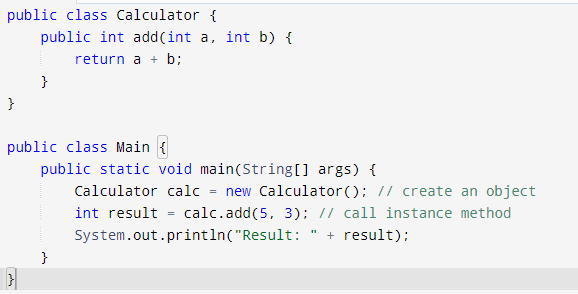 public class Calculator {
    public int add(int a, int b) {
        return a + b;
    }
}

public class Main {
    public static void main(String[] args) {
        Calculator calc = new Calculator(); // create an object
        int result = calc.add(5, 3); // call instance method
        System.out.println("Result: " + result);
    }
}